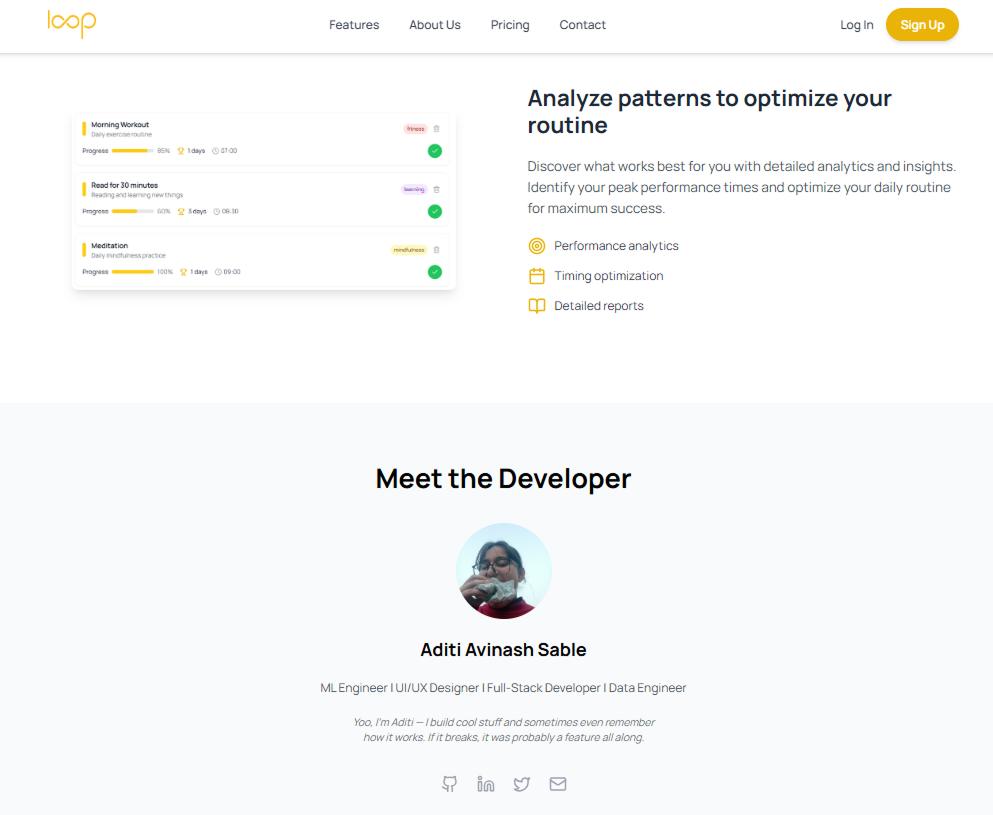 loop
Features About Us Pricing Contact Log In Sign Up
Morning Workout
Daily exercise routine
fitness
Progress 85% 1 days 07:00
Read for 30 minutes
Reading and learning new things
learning
Progress 60% 3 days 08:30
Meditation
Daily mindfulness practice
mindfulness
Progress 100% 1 days 09:00
Analyze patterns to optimize your
routine
Discover what works best for you with detailed analytics and insights.
Identify your peak performance times and optimize your daily routine
for maximum success.
Performance analytics
Timing optimization
Detailed reports
Meet the Developer
Aditi Avinash Sable
ML Engineer | UI/UX Designer | Full-Stack Developer | Data Engineer
Yoo, I'm Aditi — I build cool stuff and sometimes even remember
how it works. If it breaks, it was probably a feature all along.